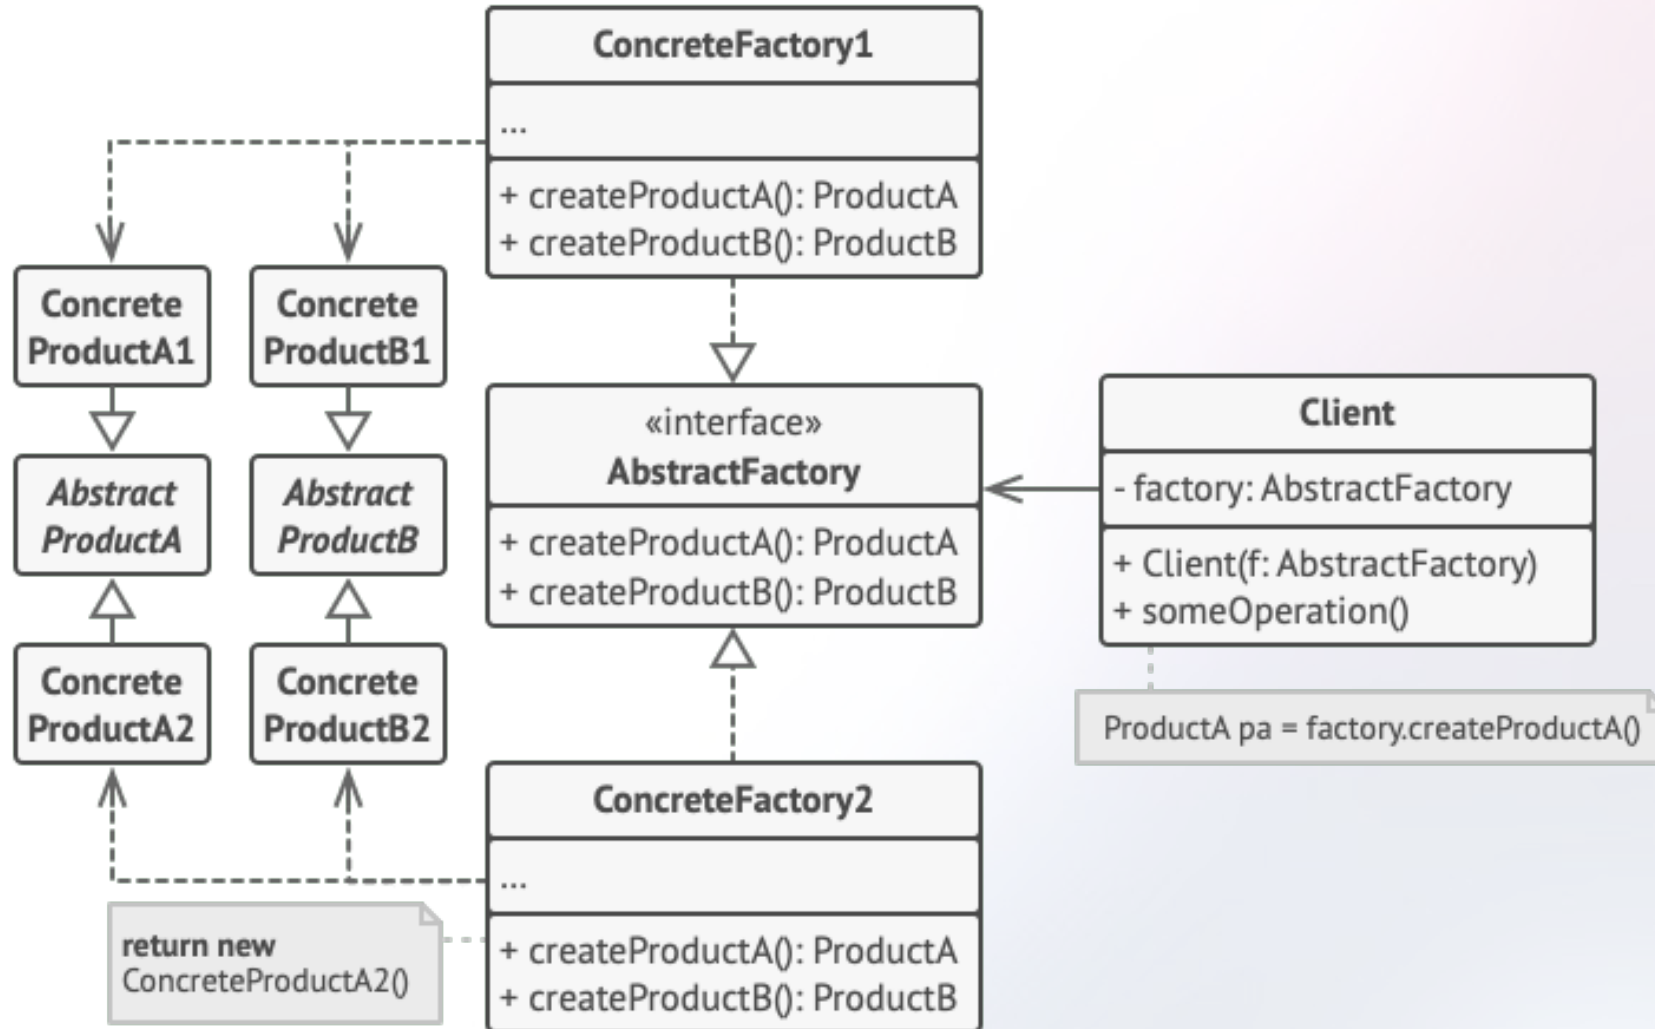 ConcreteFactory1
...
+ createProductA(): ProductA
+ createProductB(): ProductB
Concrete
ProductA1
Concrete
ProductB1
Abstract
ProductA
Abstract
ProductB
Concrete
ProductA2
Concrete
ProductB2
«interface»
AbstractFactory
+ createProductA(): ProductA
+ createProductB(): ProductB
Client
- factory: AbstractFactory
+ Client(f: AbstractFactory)
+ someOperation()
ProductA pa = factory.createProductA()
ConcreteFactory2
...
+ createProductA(): ProductA
+ createProductB(): ProductB
return new
ConcreteProductA2()